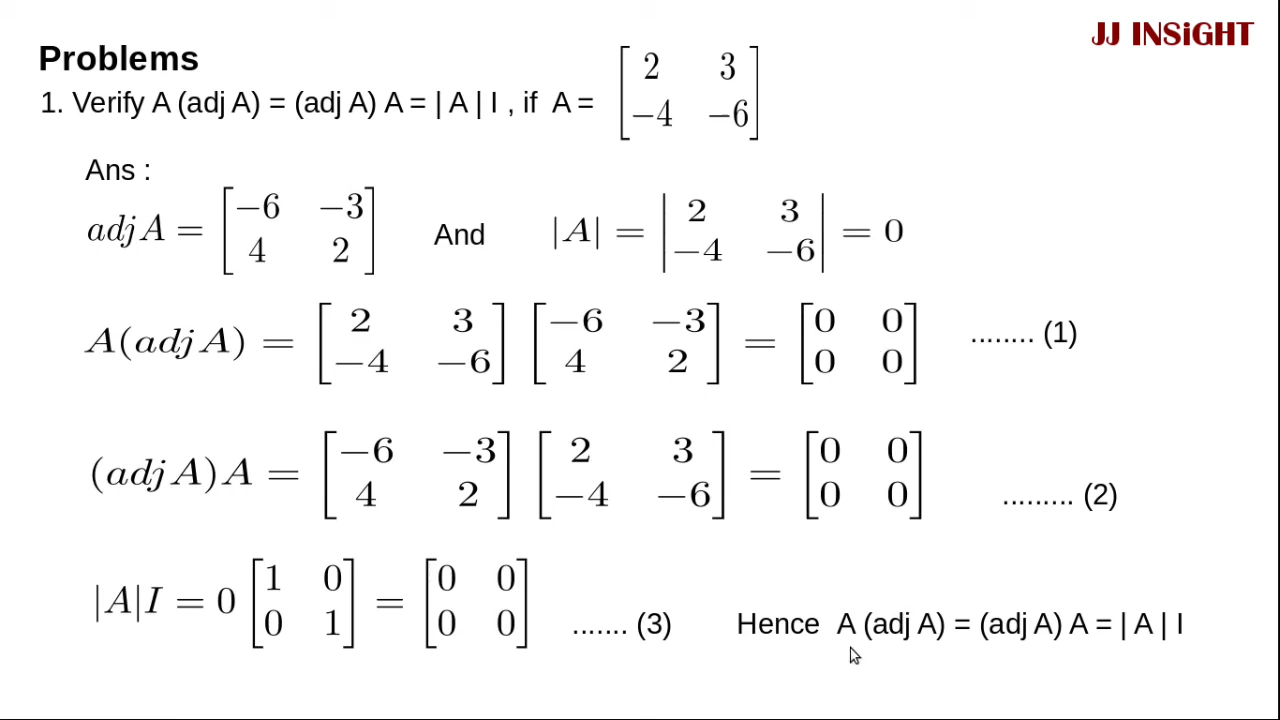 JJ INSiGHT
Problems
1. Verify A (adj A) = (adj A) A = | A | I , if A = [2 3; −4 −6]
Ans :
adj A = [−6 −3; 4 2] And |A| = |2 3; −4 −6| = 0
A(adj A) = [2 3; −4 −6] [−6 −3; 4 2] = [0 0; 0 0] ........ (1)
(adj A)A = [−6 −3; 4 2] [2 3; −4 −6] = [0 0; 0 0] ......... (2)
|A|I = 0 [1 0; 0 1] = [0 0; 0 0] ....... (3) Hence A (adj A) = (adj A) A = | A | I